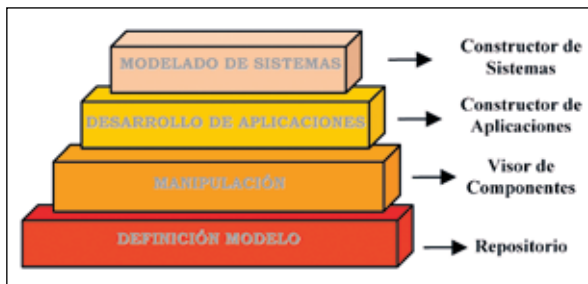 MODELADO DE SISTEMAS
Constructor de
Sistemas
DESARROLLO DE APLICACIONES
Constructor de
Aplicaciones
MANIPULACIÓN
Visor de
Componentes
DEFINICIÓN MODELO
Repositorio